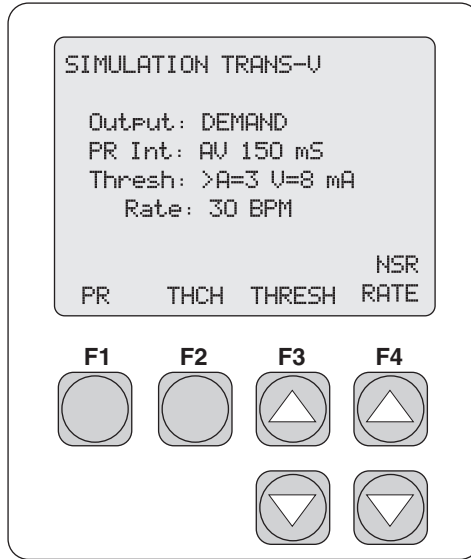 SIMULATION TRANS-V
Output: DEMAND
PR Int: AV 150 mS
Thresh: >A=3 V=8 mA
Rate: 30 BPM
NSR
PR THCH THRESH RATE
F1 F2 F3 F4